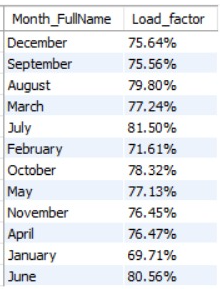 Month_FullName Load_factor
December 75.64%
September 75.56%
August 79.80%
March 77.24%
July 81.50%
February 71.61%
October 78.32%
May 77.13%
November 76.45%
April 76.47%
January 69.71%
June 80.56%